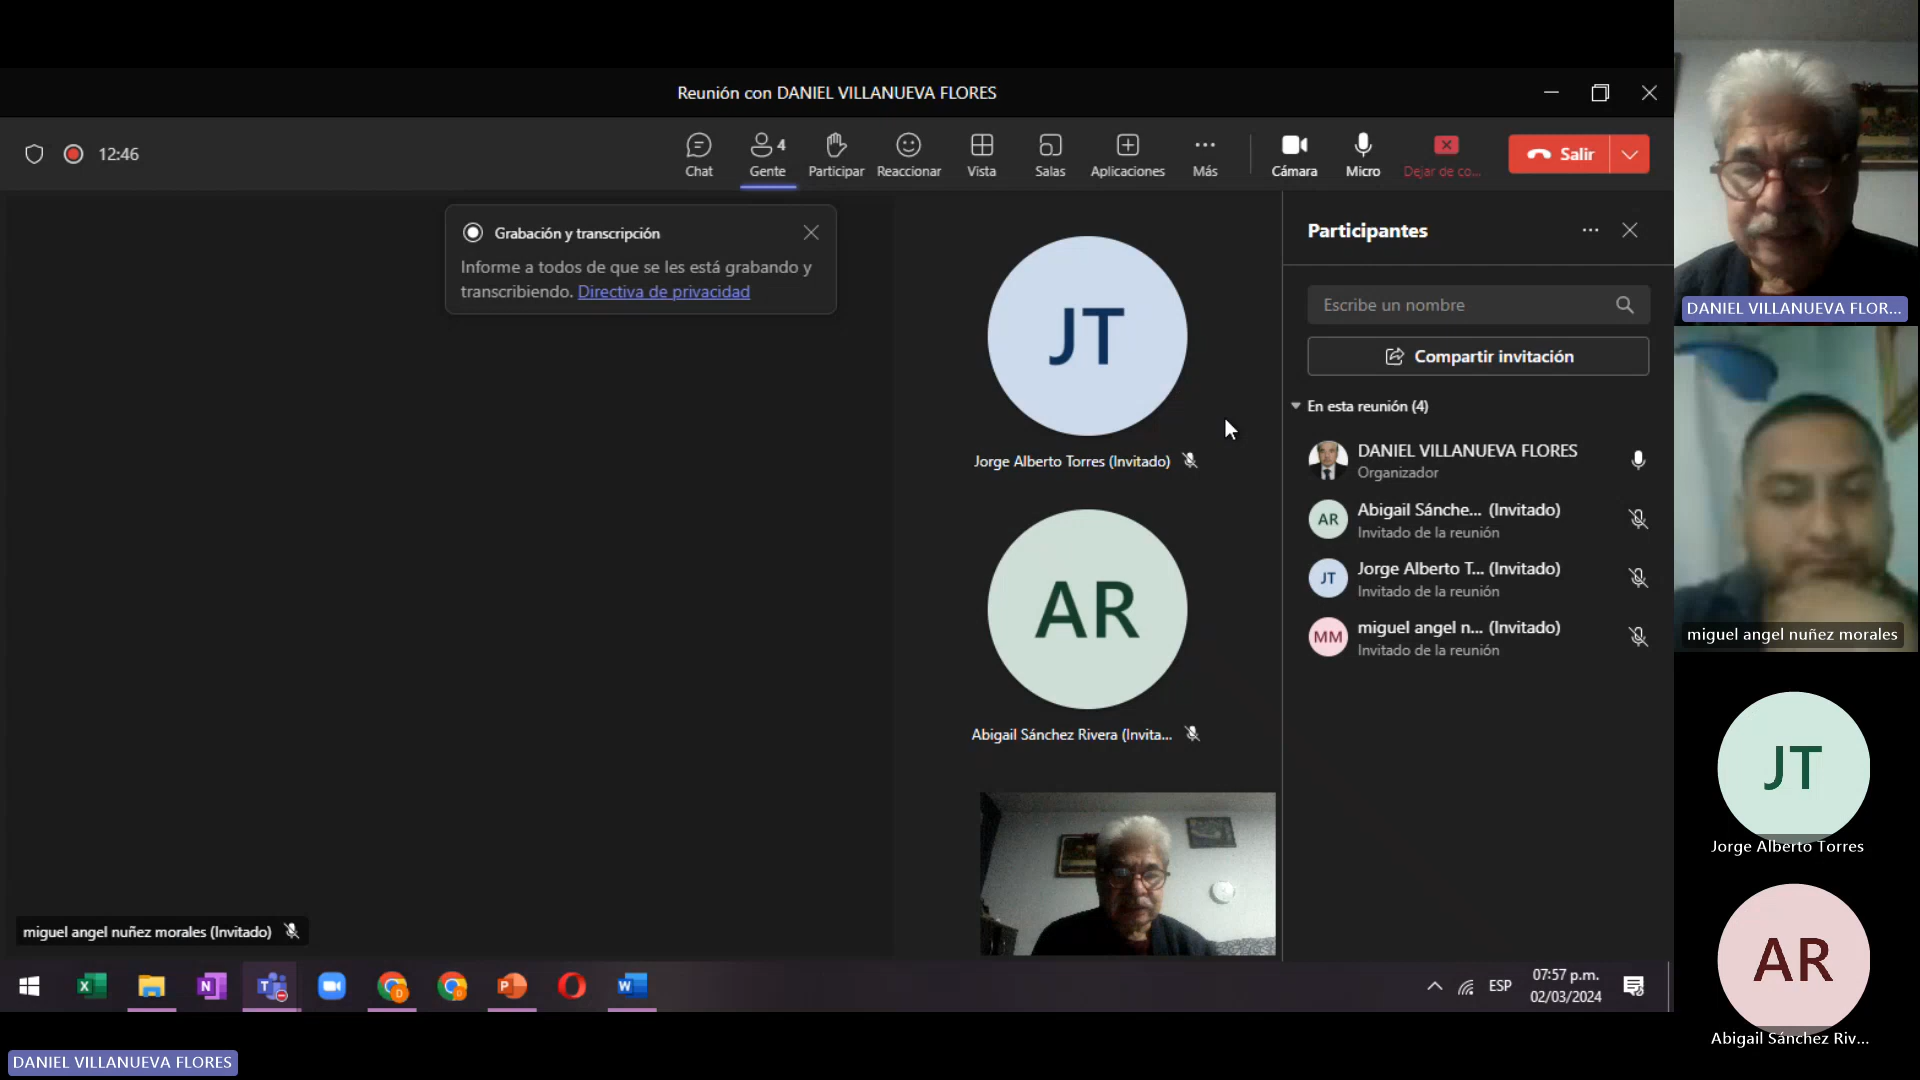 Reunión con DANIEL VILLANUEVA FLORES
12:46
Chat
4
Gente
Participar
Reaccionar
Vista
Salas
Aplicaciones
Más
Cámara
Micro
Dejar de co...
Salir
Grabación y transcripción
Informe a todos de que se les está grabando y
transcribiendo. Directiva de privacidad
JT
Jorge Alberto Torres (Invitado)
AR
Abigail Sánchez Rivera (Invita...
miguel angel nuñez morales (Invitado)
Participantes
Escribe un nombre
Compartir invitación
En esta reunión (4)
DANIEL VILLANUEVA FLORES
Organizador
AR
Abigail Sánche... (Invitado)
Invitado de la reunión
JT
Jorge Alberto T... (Invitado)
Invitado de la reunión
MM
miguel angel n... (Invitado)
Invitado de la reunión
ESP
07:57 p.m.
02/03/2024
DANIEL VILLANUEVA FLORES
DANIEL VILLANUEVA FLOR...
miguel angel nuñez morales
JT
Jorge Alberto Torres
AR
Abigail Sánchez Riv...